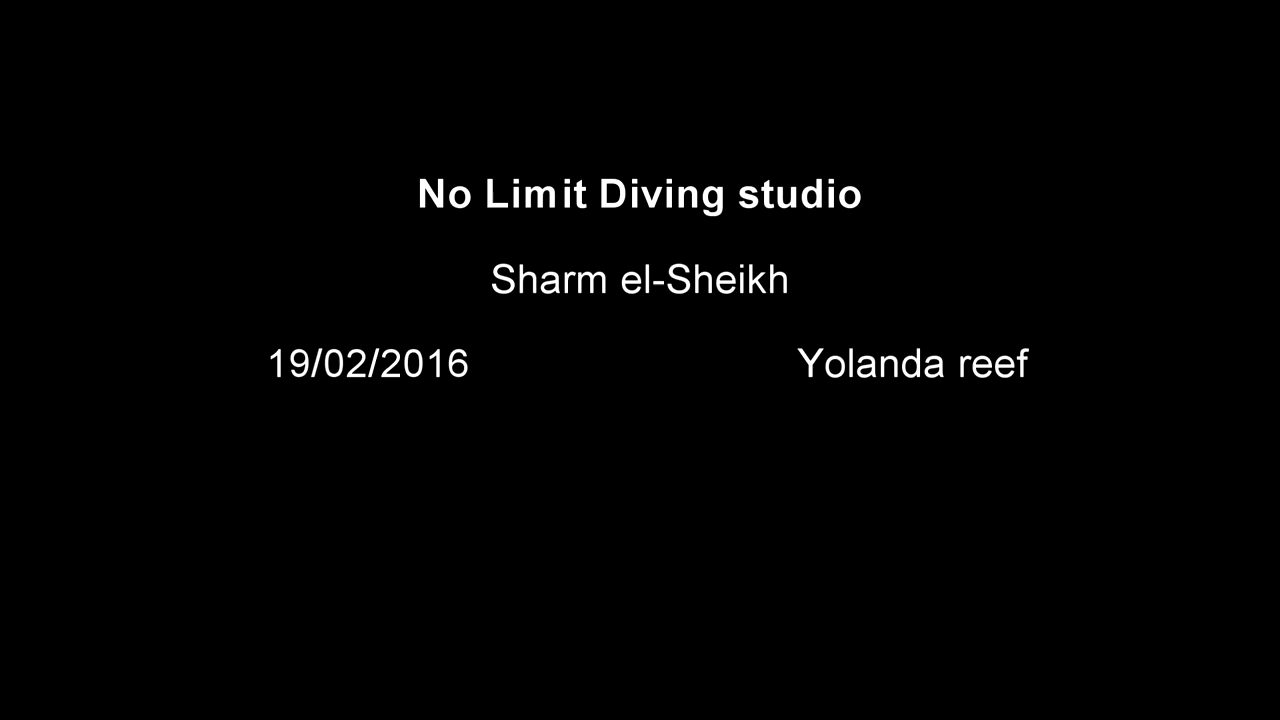 No Limit Diving studio
Sharm el-Sheikh
19/02/2016 Yolanda reef